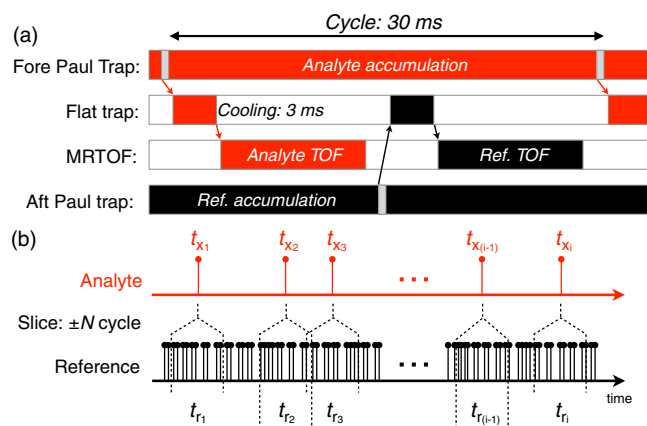 Cycle: 30 ms
(a)
Fore Paul Trap: Analyte accumulation
Flat trap: Cooling: 3 ms
MRTOF: Analyte TOF Ref. TOF
Aft Paul trap: Ref. accumulation
(b) tx1 tx2 tx3 tx(i-1) txi
Analyte ...
Slice: ±N cycle
Reference ...
time
tr1 tr2 tr3 tr(i-1) tri